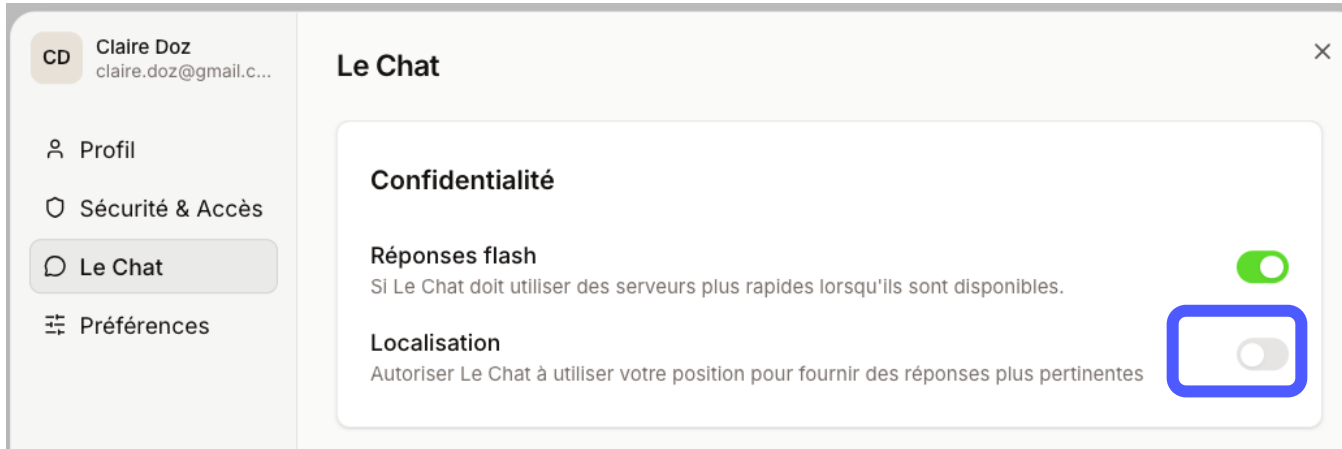 CD
Claire Doz
claire.doz@gmail.c...
Profil
Sécurité & Accès
Le Chat
Préférences
Le Chat
Confidentialité
Réponses flash
Si Le Chat doit utiliser des serveurs plus rapides lorsqu'ils sont disponibles.
Localisation
Autoriser Le Chat à utiliser votre position pour fournir des réponses plus pertinentes